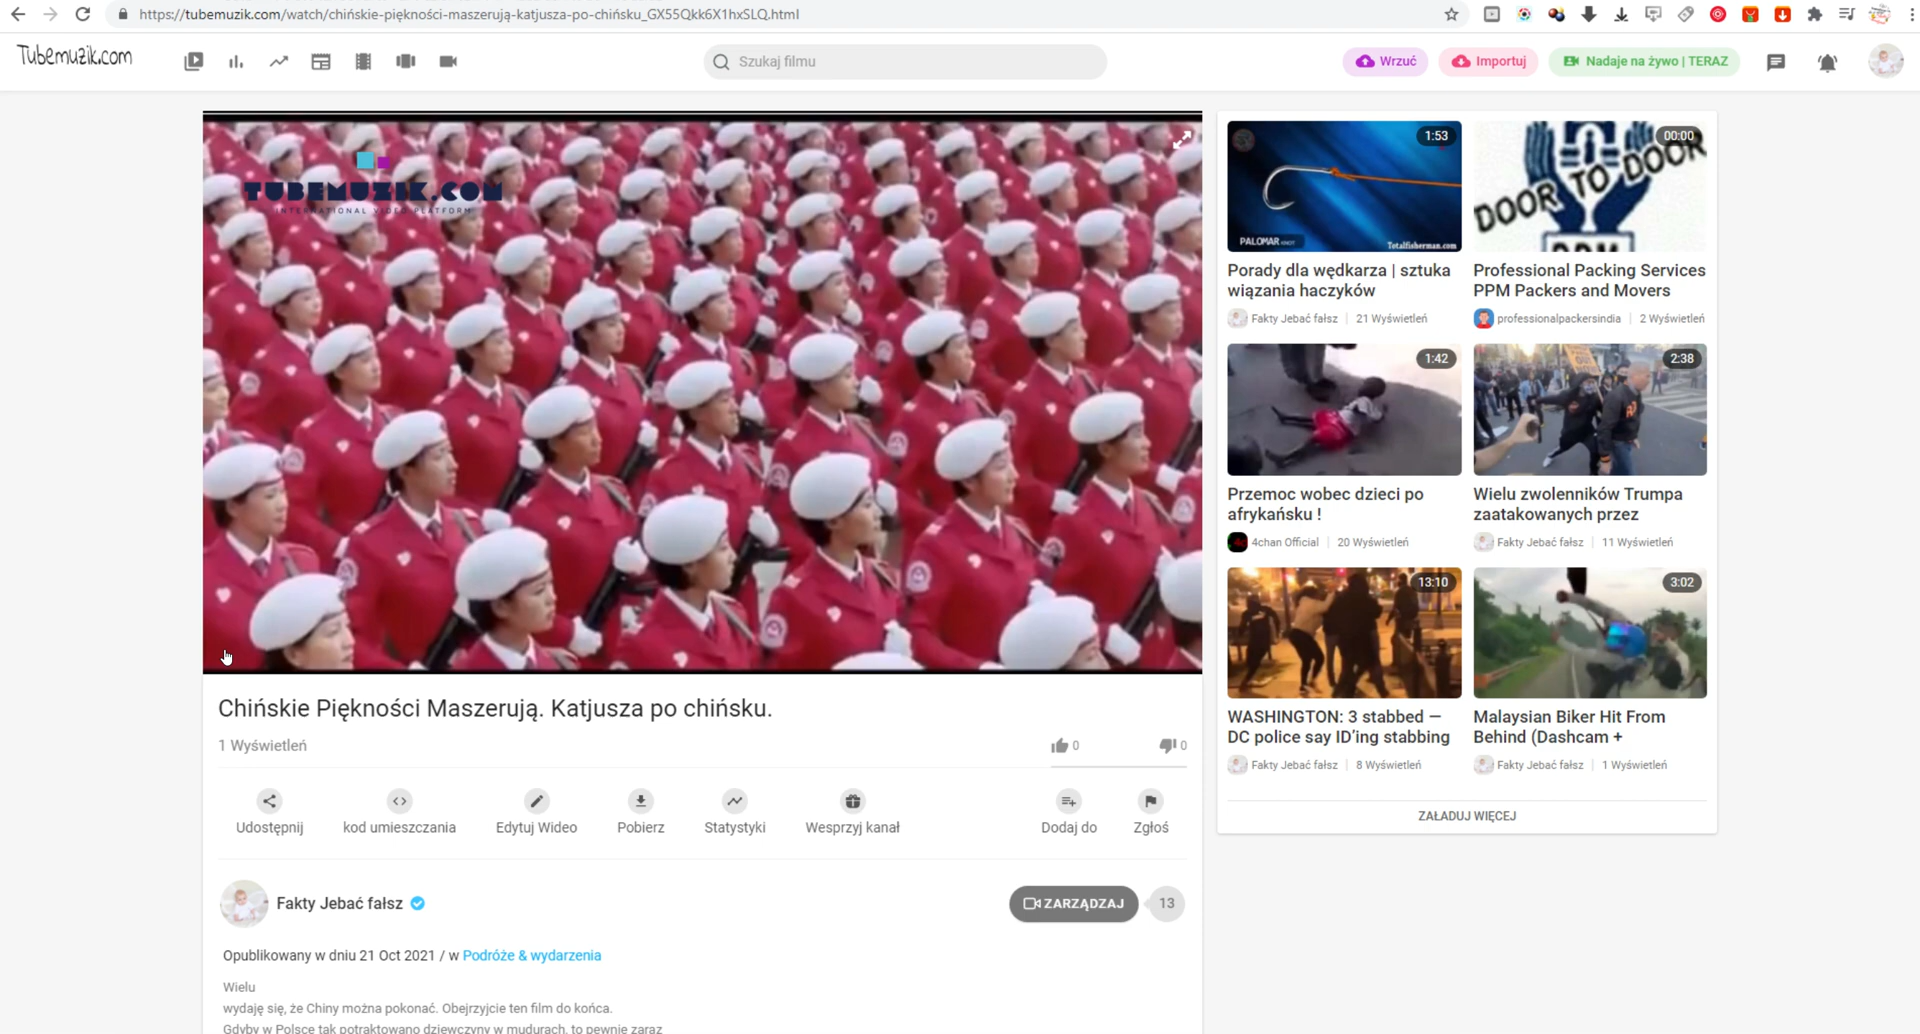 https://tubemuzik.com/watch/chińskie-piękności-maszerują-katjusza-po-chińsku_GX55Qkk6X1hxSLQ.html
Tubemuzik.com
Szukaj filmu
Wrzuć
Importuj
Nadaje na żywo | TERAZ
TUBEMUZIK.COM
INTERNATIONAL VIDEO PLATFORM
Chińskie Piękności Maszerują. Katjusza po chińsku.
1 Wyświetleń
0
0
Udostępnij
kod umieszczania
Edytuj Wideo
Pobierz
Statystyki
Wesprzyj kanał
Dodaj do
Zgłoś
Fakty Jebać fałsz
ZARZĄDZAJ
13
Opublikowany w dniu 21 Oct 2021 / w Podróże & wydarzenia
Wielu
wydaję się, że Chiny można pokonać. Obejrzyjcie ten film do końca.
Gdyby w Polsce tak potraktowano dziewczyny w mudurach, to pewnie zaraz
1:53
PALOMAR KNOT
Totalfisherman.com
Porady dla wędkarza | sztuka
wiązania haczyków
Fakty Jebać fałsz | 21 Wyświetleń
00:00
DOOR TO DOOR
PPM
Professional Packing Services
PPM Packers and Movers
professionalpackersindia | 2 Wyświetleń
1:42
Przemoc wobec dzieci po
afrykańsku !
4chan Official | 20 Wyświetleń
2:38
Wielu zwolenników Trumpa
zaatakowanych przez
Fakty Jebać fałsz | 11 Wyświetleń
13:10
WASHINGTON: 3 stabbed —
DC police say ID’ing stabbing
Fakty Jebać fałsz | 8 Wyświetleń
3:02
Malaysian Biker Hit From
Behind (Dashcam +
Fakty Jebać fałsz | 1 Wyświetleń
ZAŁADUJ WIĘCEJ